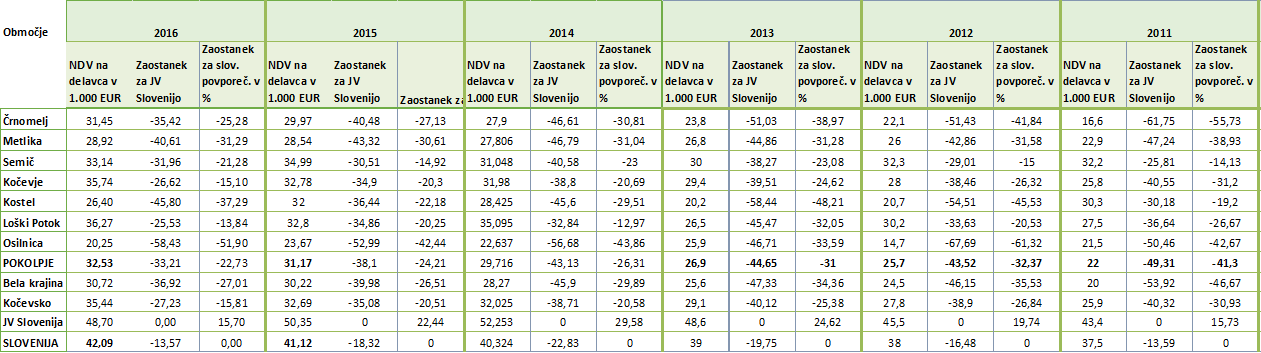 Območje 2016 2015 2014 2013 2012 2011
NDV na delavca v 1.000 EUR Zaostanek za JV Slovenijo Zaostanek za slov. povporeč. v % NDV na delavca v 1.000 EUR Zaostanek za JV Slovenijo Zaostanek za NDV na delavca v 1.000 EUR Zaostanek za JV Slovenijo Zaostanek za slov. povporeč. v % NDV na delavca v 1.000 EUR Zaostanek za JV Slovenijo Zaostanek za slov. povporeč. v % NDV na delavca v 1.000 EUR Zaostanek za JV Slovenijo Zaostanek za slov. povporeč. v % NDV na delavca v 1.000 EUR Zaostanek za JV Slovenijo Zaostanek za slov. povporeč. v %
Črnomelj 31,45 -35,42 -25,28 29,97 -40,48 -27,13 27,9 -46,61 -30,81 23,8 -51,03 -38,97 22,1 -51,43 -41,84 16,6 -61,75 -55,73
Metlika 28,92 -40,61 -31,29 28,54 -43,32 -30,61 27,806 -46,79 -31,04 26,8 -44,86 -31,28 26 -42,86 -31,58 22,9 -47,24 -38,93
Semič 33,14 -31,96 -21,28 34,99 -30,51 -14,92 31,048 -40,58 -23 30 -38,27 -23,08 32,3 -29,01 -15 32,2 -25,81 -14,13
Kočevje 35,74 -26,62 -15,10 32,78 -34,9 -20,3 31,98 -38,8 -20,69 29,4 -39,51 -24,62 28 -38,46 -26,32 25,8 -40,55 -31,2
Kostel 26,40 -45,80 -37,29 32 -36,44 -22,18 28,425 -45,6 -29,51 20,2 -58,44 -48,21 20,7 -54,51 -45,53 30,3 -30,18 -19,2
Loški Potok 36,27 -25,53 -13,84 32,8 -34,86 -20,25 35,095 -32,84 -12,97 26,5 -45,47 -32,05 30,2 -33,63 -20,53 27,5 -36,64 -26,67
Osilnica 20,25 -58,43 -51,90 23,67 -52,99 -42,44 22,637 -56,68 -43,86 25,9 -46,71 -33,59 14,7 -67,69 -61,32 21,5 -50,46 -42,67
POKOLPJE 32,53 -33,21 -22,73 31,17 -38,1 -24,21 29,716 -43,13 -26,31 26,9 -44,65 -31 25,7 -43,52 -32,37 22 -49,31 -41,3
Bela krajina 30,72 -36,92 -27,01 30,22 -39,98 -26,51 28,27 -45,9 -29,89 25,6 -47,33 -34,36 24,5 -46,15 -35,53 20 -53,92 -46,67
Kočevsko 35,44 -27,23 -15,81 32,69 -35,08 -20,51 32,025 -38,71 -20,58 29,1 -40,12 -25,38 27,8 -38,9 -26,84 25,9 -40,32 -30,93
JV Slovenija 48,70 0,00 15,70 50,35 0 22,44 52,253 0 29,58 48,6 0 24,62 45,5 0 19,74 43,4 0 15,73
SLOVENIJA 42,09 -13,57 0,00 41,12 -18,32 0 40,324 -22,83 0 39 -19,75 0 38 -16,48 0 37,5 -13,59 0